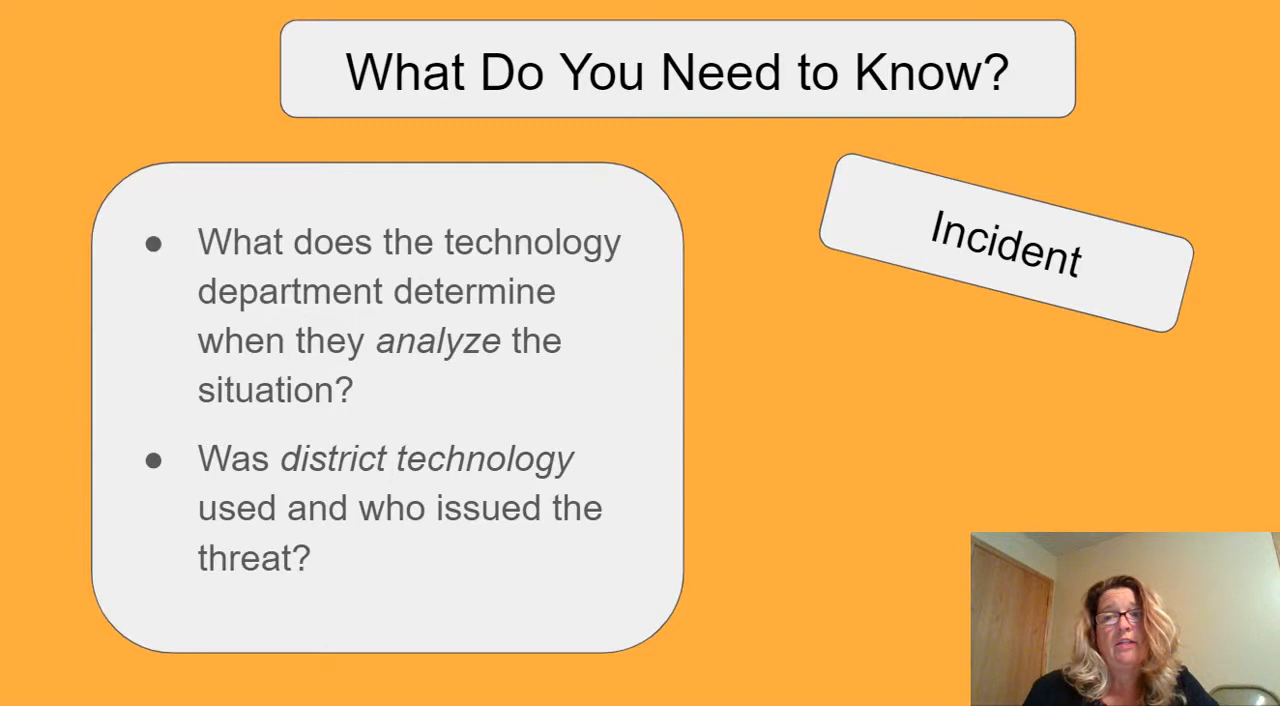 What Do You Need to Know?
Incident
● What does the technology
department determine
when they analyze the
situation?
● Was district technology
used and who issued the
threat?